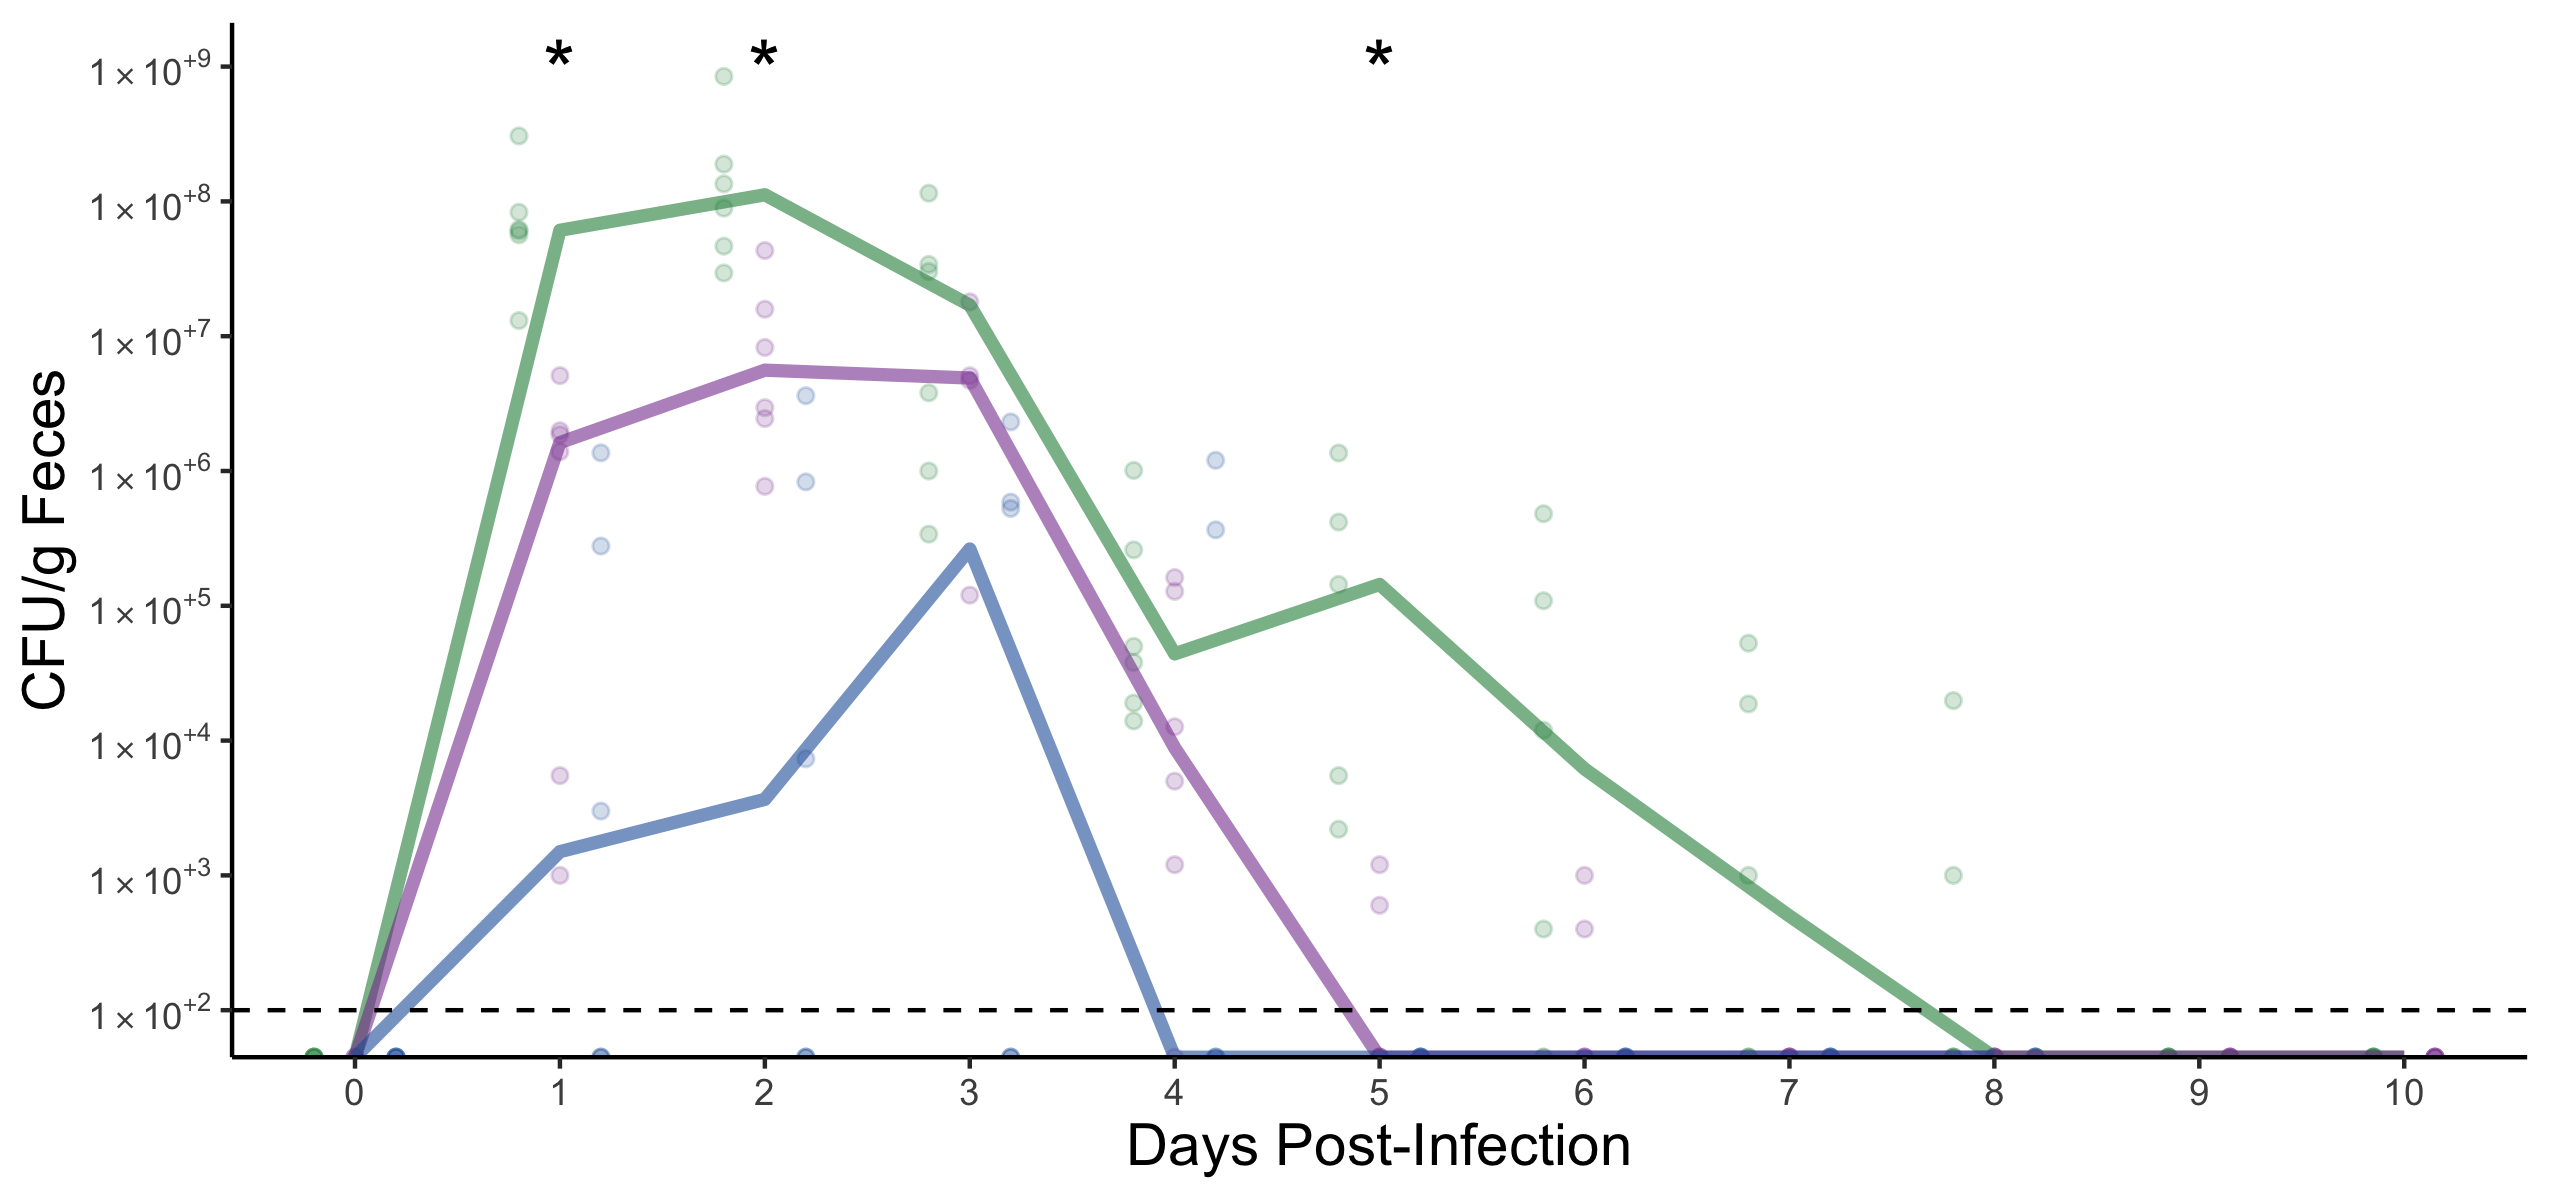 * * *
1×10⁺⁹
1×10⁺⁸
1×10⁺⁷
1×10⁺⁶
1×10⁺⁵
1×10⁺⁴
1×10⁺³
1×10⁺²
CFU/g Feces
0 1 2 3 4 5 6 7 8 9 10
Days Post-Infection